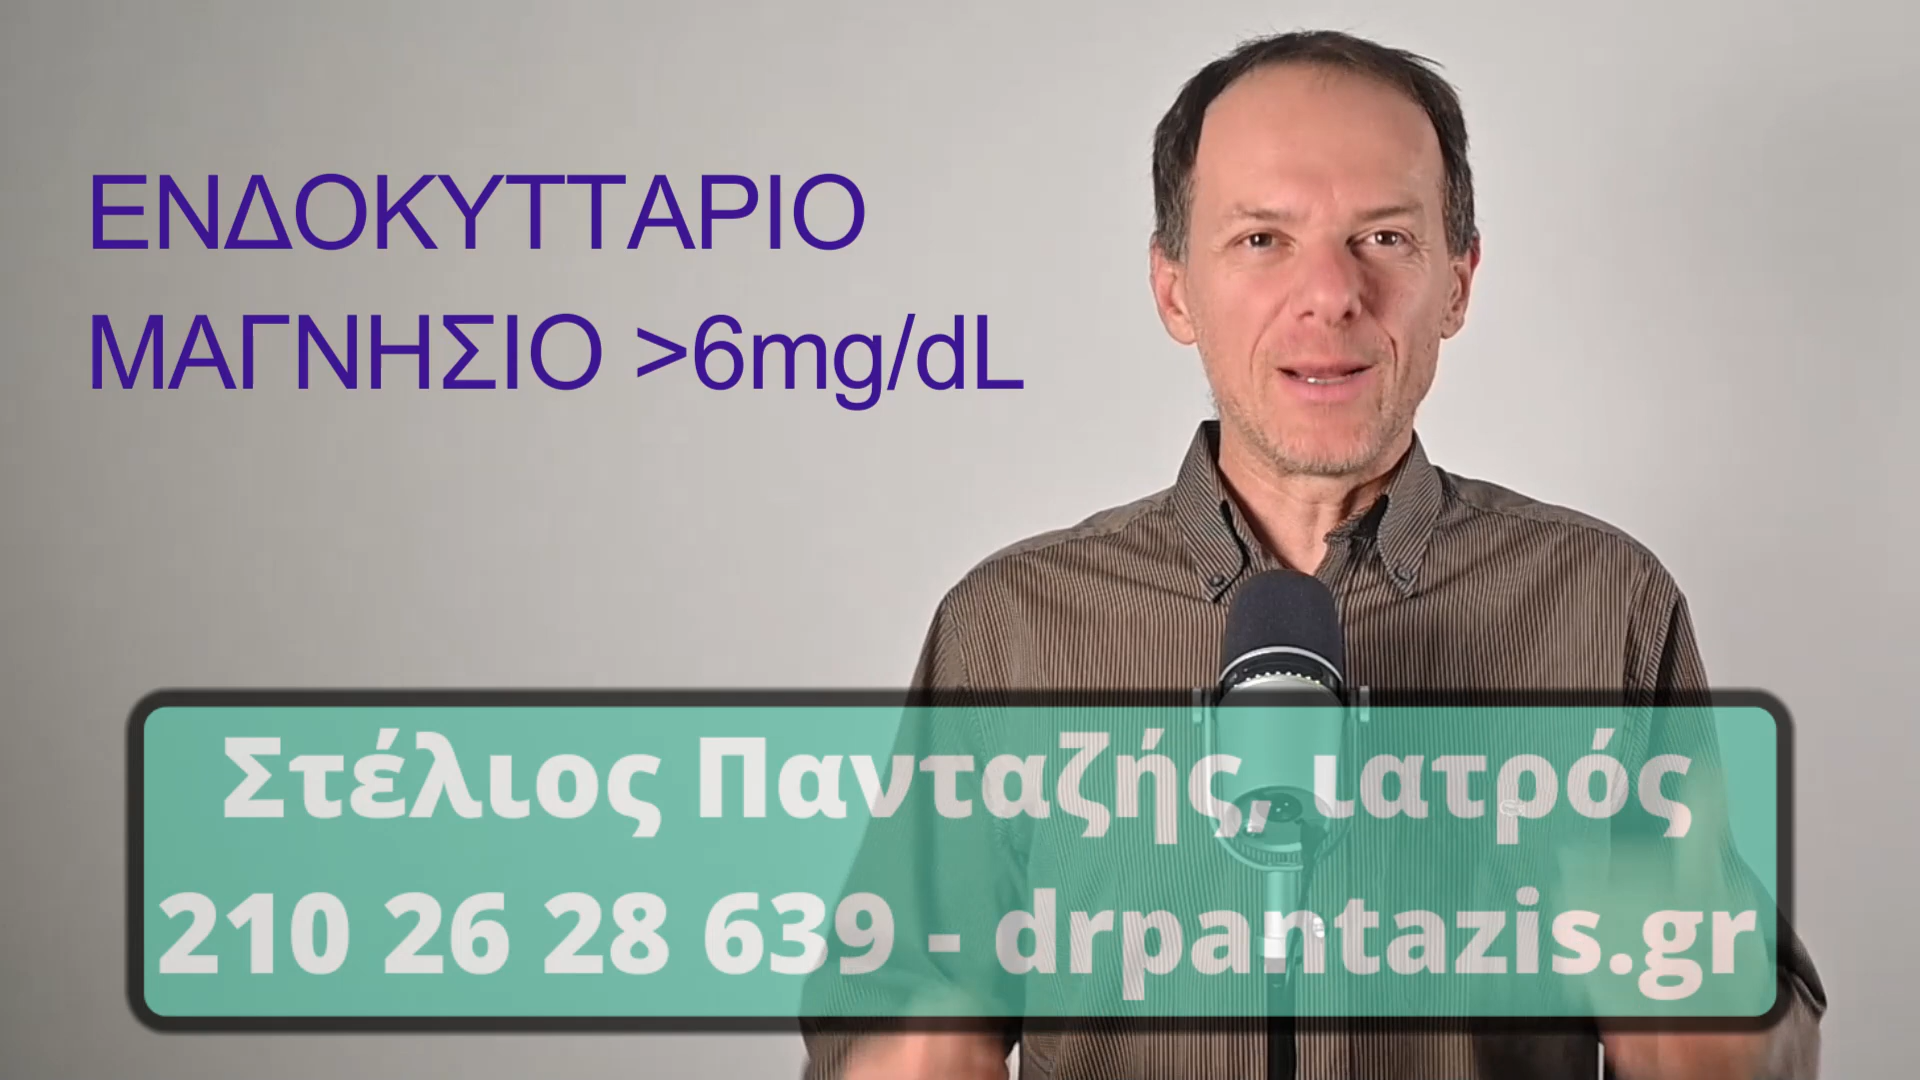 ΕΝΔΟΚΥΤΤΑΡΙΟ
ΜΑΓΝΗΣΙΟ >6mg/dL
Στέλιος Πανταζής, ιατρός
210 26 28 639 - drpantazis.gr